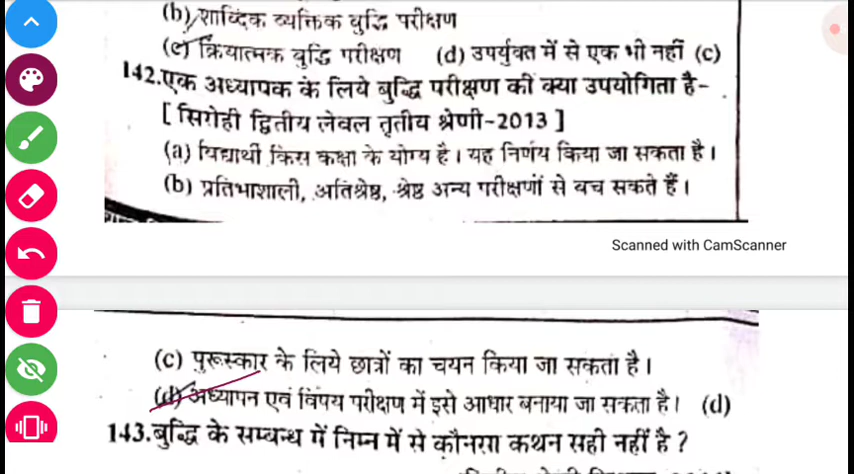 (b) शाब्दिक व्यक्तिक बुद्धि परीक्षण
(c) क्रियात्मक बुद्धि परीक्षण (d) उपर्युक्त में से एक भी नहीं (c)
142.एक अध्यापक के लिये बुद्धि परीक्षण की क्या उपयोगिता है-
[ सिरोही द्वितीय लेवल तृतीय श्रेणी-2013 ]
(a) विद्यार्थी किस कक्षा के योग्य है। यह निर्णय किया जा सकता है।
(b) प्रतिभाशाली, अतिश्रेष्ठ, श्रेष्ठ अन्य परीक्षणों से बच सकते हैं।
Scanned with CamScanner
(c) पुरूस्कार के लिये छात्रों का चयन किया जा सकता है।
(d) अध्यापन एवं विषय परीक्षण में इसे आधार बनाया जा सकता है। (d)
143.बुद्धि के सम्बन्ध में निम्न में से कौनसा कथन सही नहीं है ?